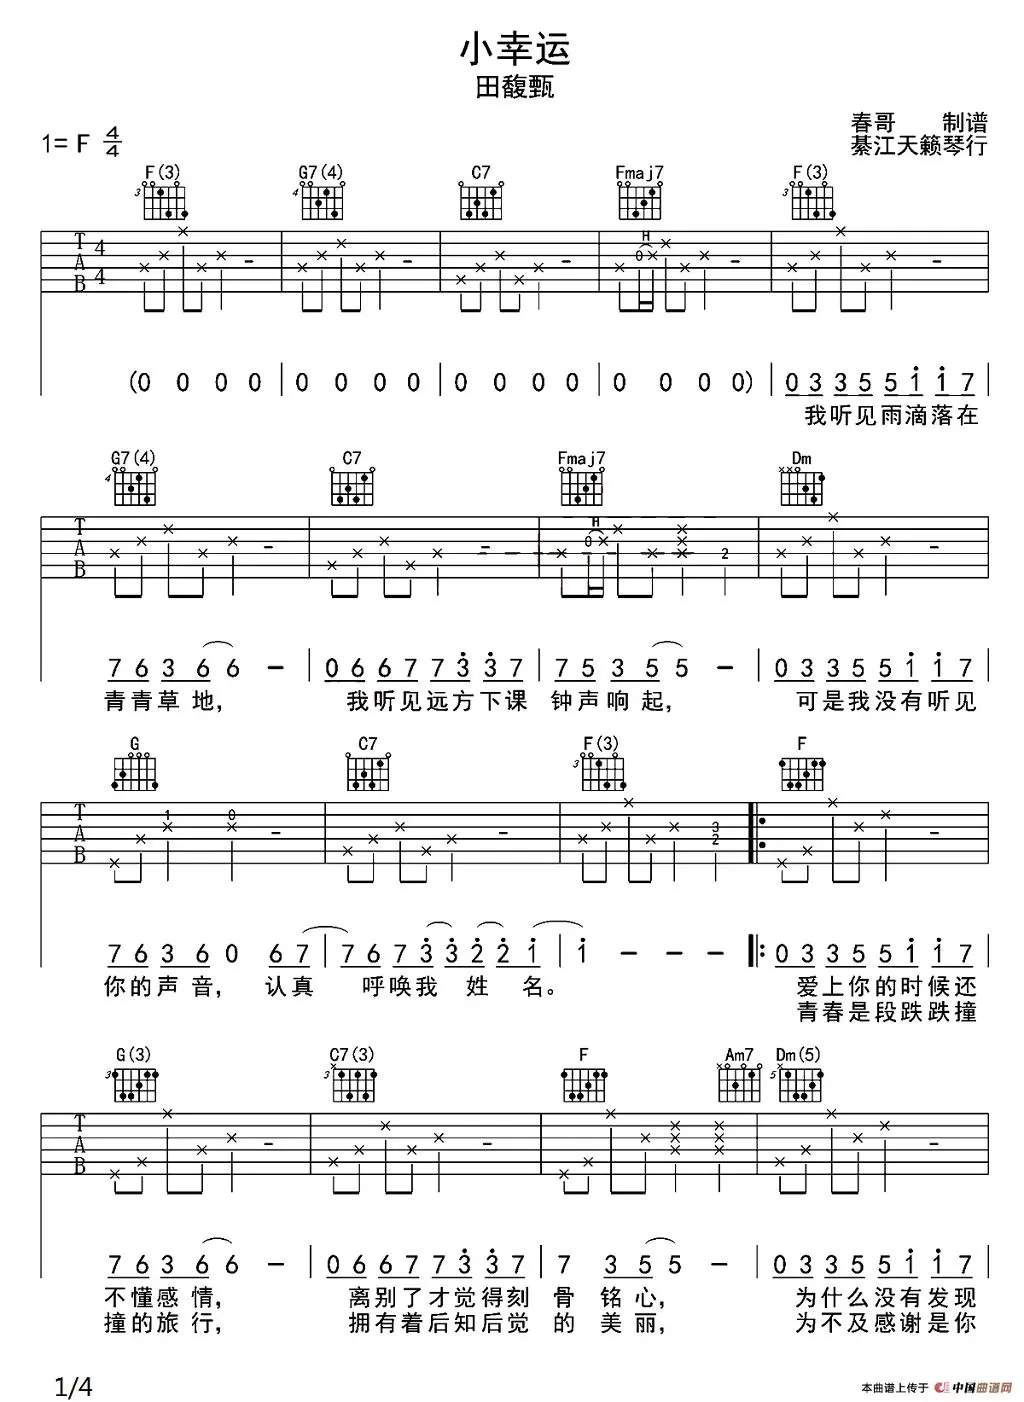 小幸运
田馥甄
1= F 4/4
春哥 制谱
綦江天籁琴行
F(3) G7(4) C7 Fmaj7 F(3)
3 4 3
T A B 4 4 0 H
(0 0 0 0 | 0 0 0 0 | 0 0 0 0 | 0 0 0 0) | 0 3 3 5 5 i i 7 |
我听见雨滴落在
G7(4) C7 Fmaj7 Dm
4
T A B 0 H 2
7 6 3 6 6 - | 0 6 6 7 7 3 3 7 | 7 5 3 5 5 - | 0 3 3 5 5 i i 7
青青草地, 我听见远方下课 钟声响起, 可是我没有听见
G C7 F(3) F
3
T A B 1 0 3 2
7 6 3 6 0 6 7 | 7 6 7 3 3 2 2 i | i - - - |: 0 3 3 5 5 i i 7
你的声音, 认真 呼唤我 姓 名。 爱上你的时候还
青春是段跌跌撞
G(3) C7(3) F Am7 Dm(5)
3 3 5
T A B
7 6 3 6 6 - | 0 6 6 7 7 3 3 7 | 7 3 5 5 - | 0 3 3 5 5 i i 7
不懂感情, 离别了才觉得刻 骨 铭心, 为什么没有发现
撞的旅行, 拥有着后知后觉 的 美丽, 为不及感谢是你
1/4
本曲谱上传于 中国曲谱网